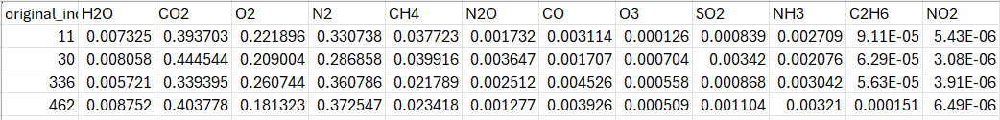 original_inc H2O CO2 O2 N2 CH4 N2O CO O3 SO2 NH3 C2H6 NO2
11 0.007325 0.393703 0.221896 0.330738 0.037723 0.001732 0.003114 0.000126 0.000839 0.002709 9.11E-05 5.43E-06
30 0.008058 0.444544 0.209004 0.286858 0.039916 0.003647 0.001707 0.000704 0.00342 0.002076 6.29E-05 3.08E-06
336 0.005721 0.339395 0.260744 0.360786 0.021789 0.002512 0.004526 0.000558 0.000868 0.003042 5.63E-05 3.91E-06
462 0.008752 0.403778 0.181323 0.372547 0.023418 0.001277 0.003926 0.000509 0.001104 0.00321 0.000151 6.49E-06